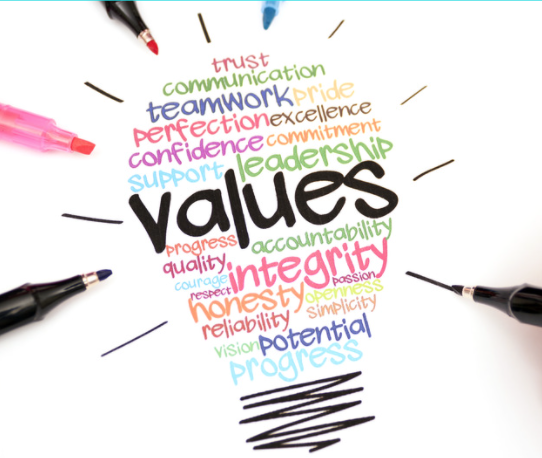 trust
communication
teamwork pride
perfection excellence
confidence commitment
support leadership
values
progress accountability
quality integrity
courage passion
respect openness
honesty simplicity
reliability
vision potential
progress